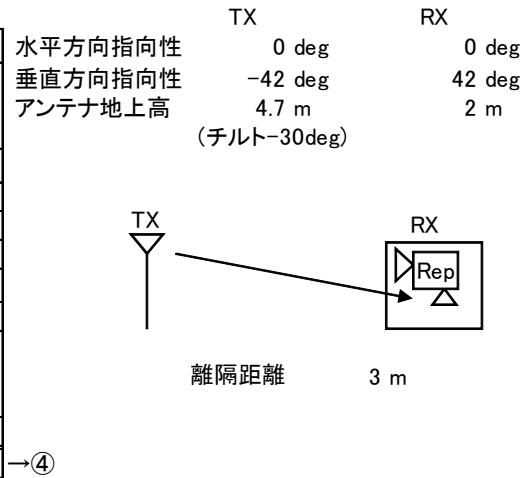 TX RX
水平方向指向性 0 deg 0 deg
垂直方向指向性 -42 deg 42 deg
アンテナ地上高 4.7 m 2 m
(チルト-30deg)
TX RX
Rep
離隔距離 3 m
→④